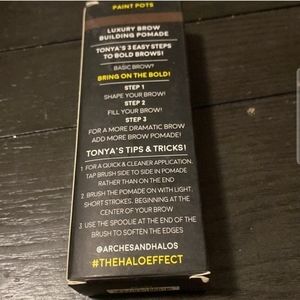 PAINT POTS
LUXURY BROW
BUILDING POMADE
TONYA'S 3 EASY STEPS
TO BOLD BROWS!
BASIC BROW?
BRING ON THE BOLD!
STEP 1
SHAPE YOUR BROW!
STEP 2
FILL YOUR BROW!
STEP 3
FOR A MORE DRAMATIC BROW
ADD MORE BROW POMADE!
TONYA'S TIPS & TRICKS!
1 FOR A QUICK & CLEANER APPLICATION,
TAP BRUSH SIDE TO SIDE IN POMADE
RATHER THAN ON THE END
2 BRUSH THE POMADE ON WITH LIGHT,
SHORT STROKES, BEGINNING AT THE
CENTER OF YOUR BROW
3 USE THE SPOOLIE AT THE END OF THE
BRUSH TO SOFTEN THE EDGES
@ARCHESANDHALOS
#THEHALOEFFECT